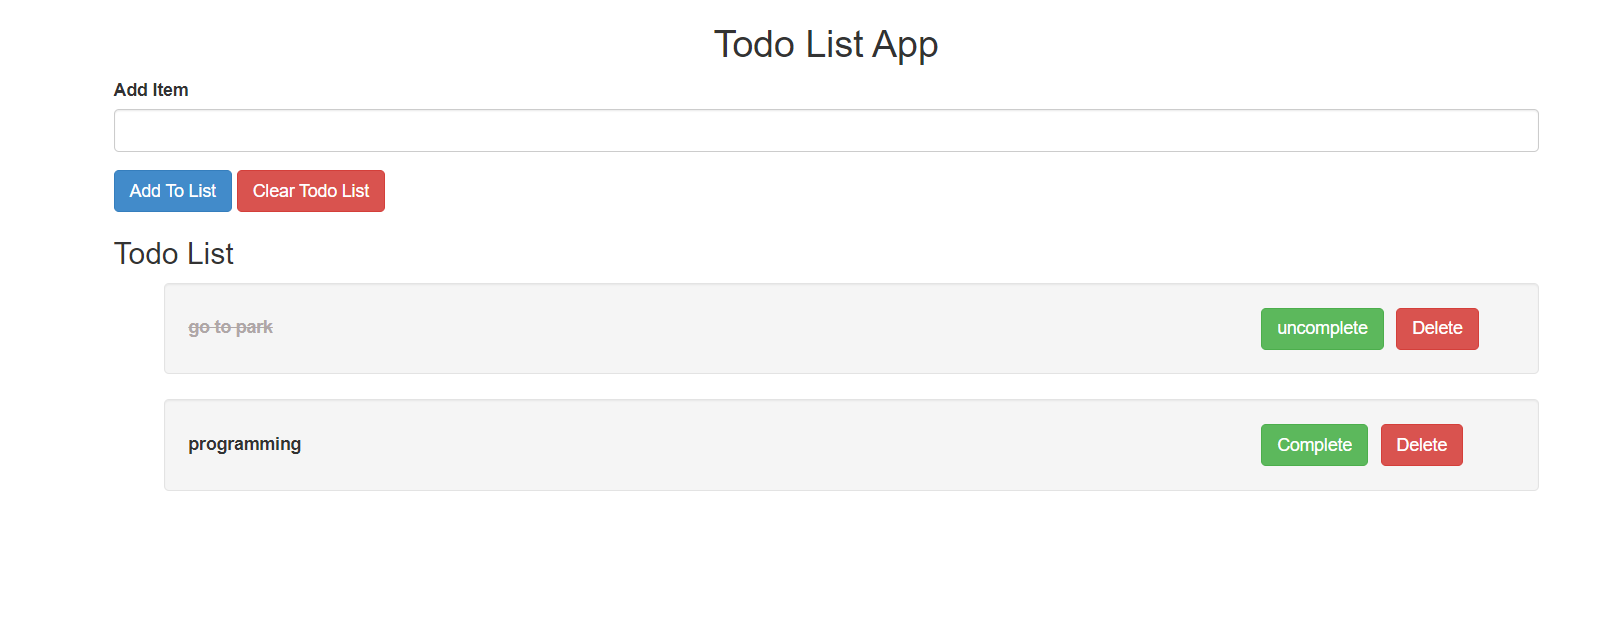 Todo List App
Add Item
Add To List Clear Todo List
Todo List
go to park uncomplete Delete
programming Complete Delete